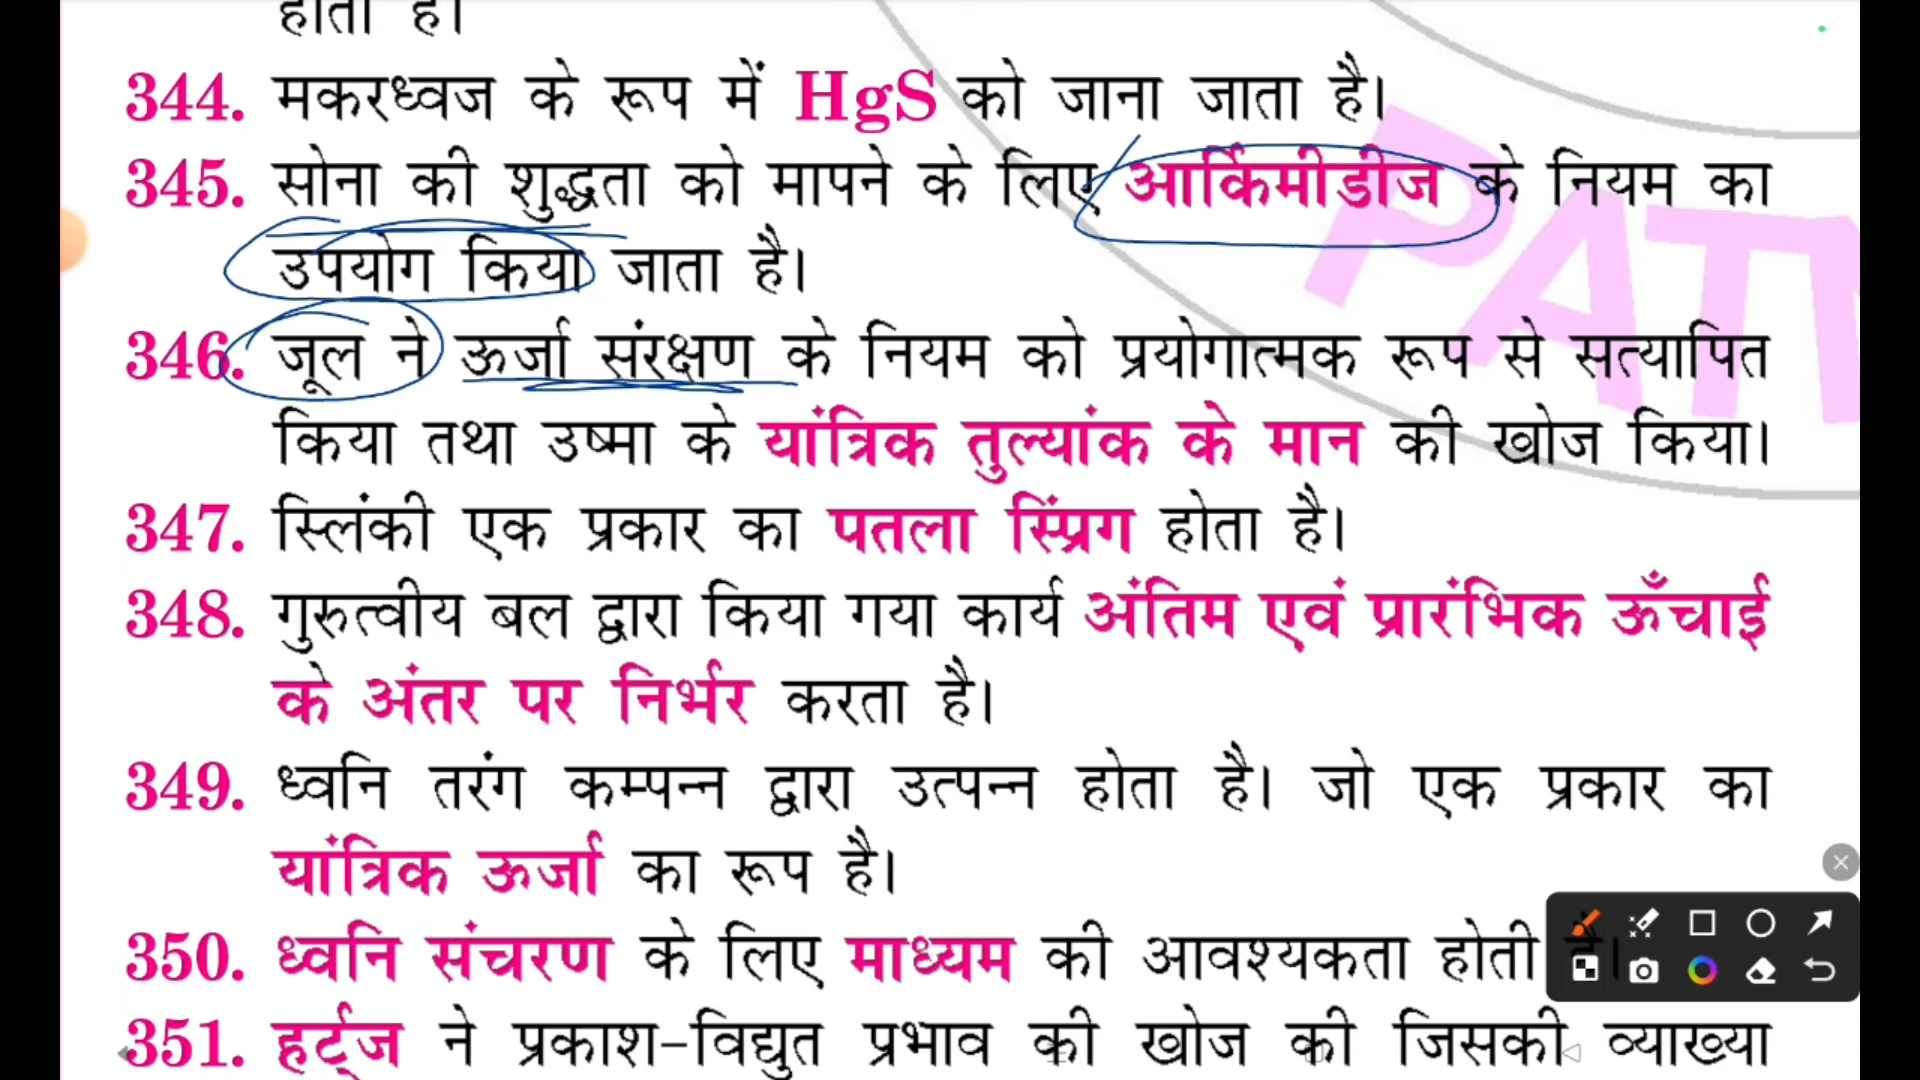 होता है।
344. मकरध्वज के रूप में HgS को जाना जाता है।
345. सोना की शुद्धता को मापने के लिए आर्किमीडीज के नियम का
उपयोग किया जाता है।
346. जूल ने ऊर्जा संरक्षण के नियम को प्रयोगात्मक रूप से सत्यापित
किया तथा उष्मा के यांत्रिक तुल्यांक के मान की खोज किया।
347. स्लिंकी एक प्रकार का पतला स्प्रिंग होता है।
348. गुरुत्वीय बल द्वारा किया गया कार्य अंतिम एवं प्रारंभिक ऊँचाई
के अंतर पर निर्भर करता है।
349. ध्वनि तरंग कम्पन्न द्वारा उत्पन्न होता है। जो एक प्रकार का
यांत्रिक ऊर्जा का रूप है।
350. ध्वनि संचरण के लिए माध्यम की आवश्यकता होती है।
351. हर्ट्ज ने प्रकाश-विद्युत प्रभाव की खोज की जिसकी व्याख्या